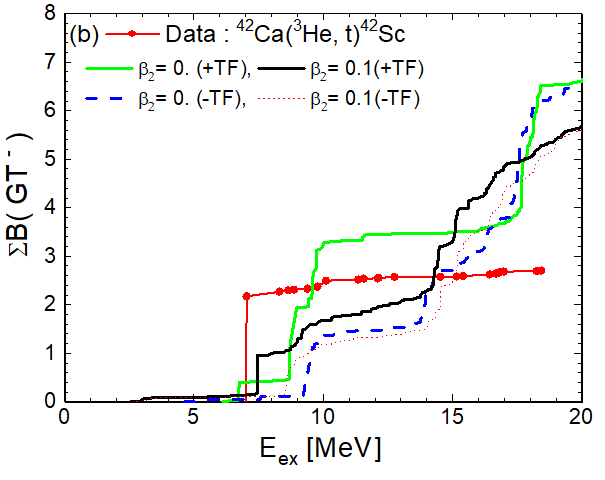 (b) Data : ⁴²Ca(³He, t)⁴²Sc
β₂= 0. (+TF), β₂= 0.1(+TF)
β₂= 0. (-TF), β₂= 0.1(-TF)
ΣB( GT⁻ )
8
7
6
5
4
3
2
1
0
0 5 10 15 20
Eₑₓ [MeV]